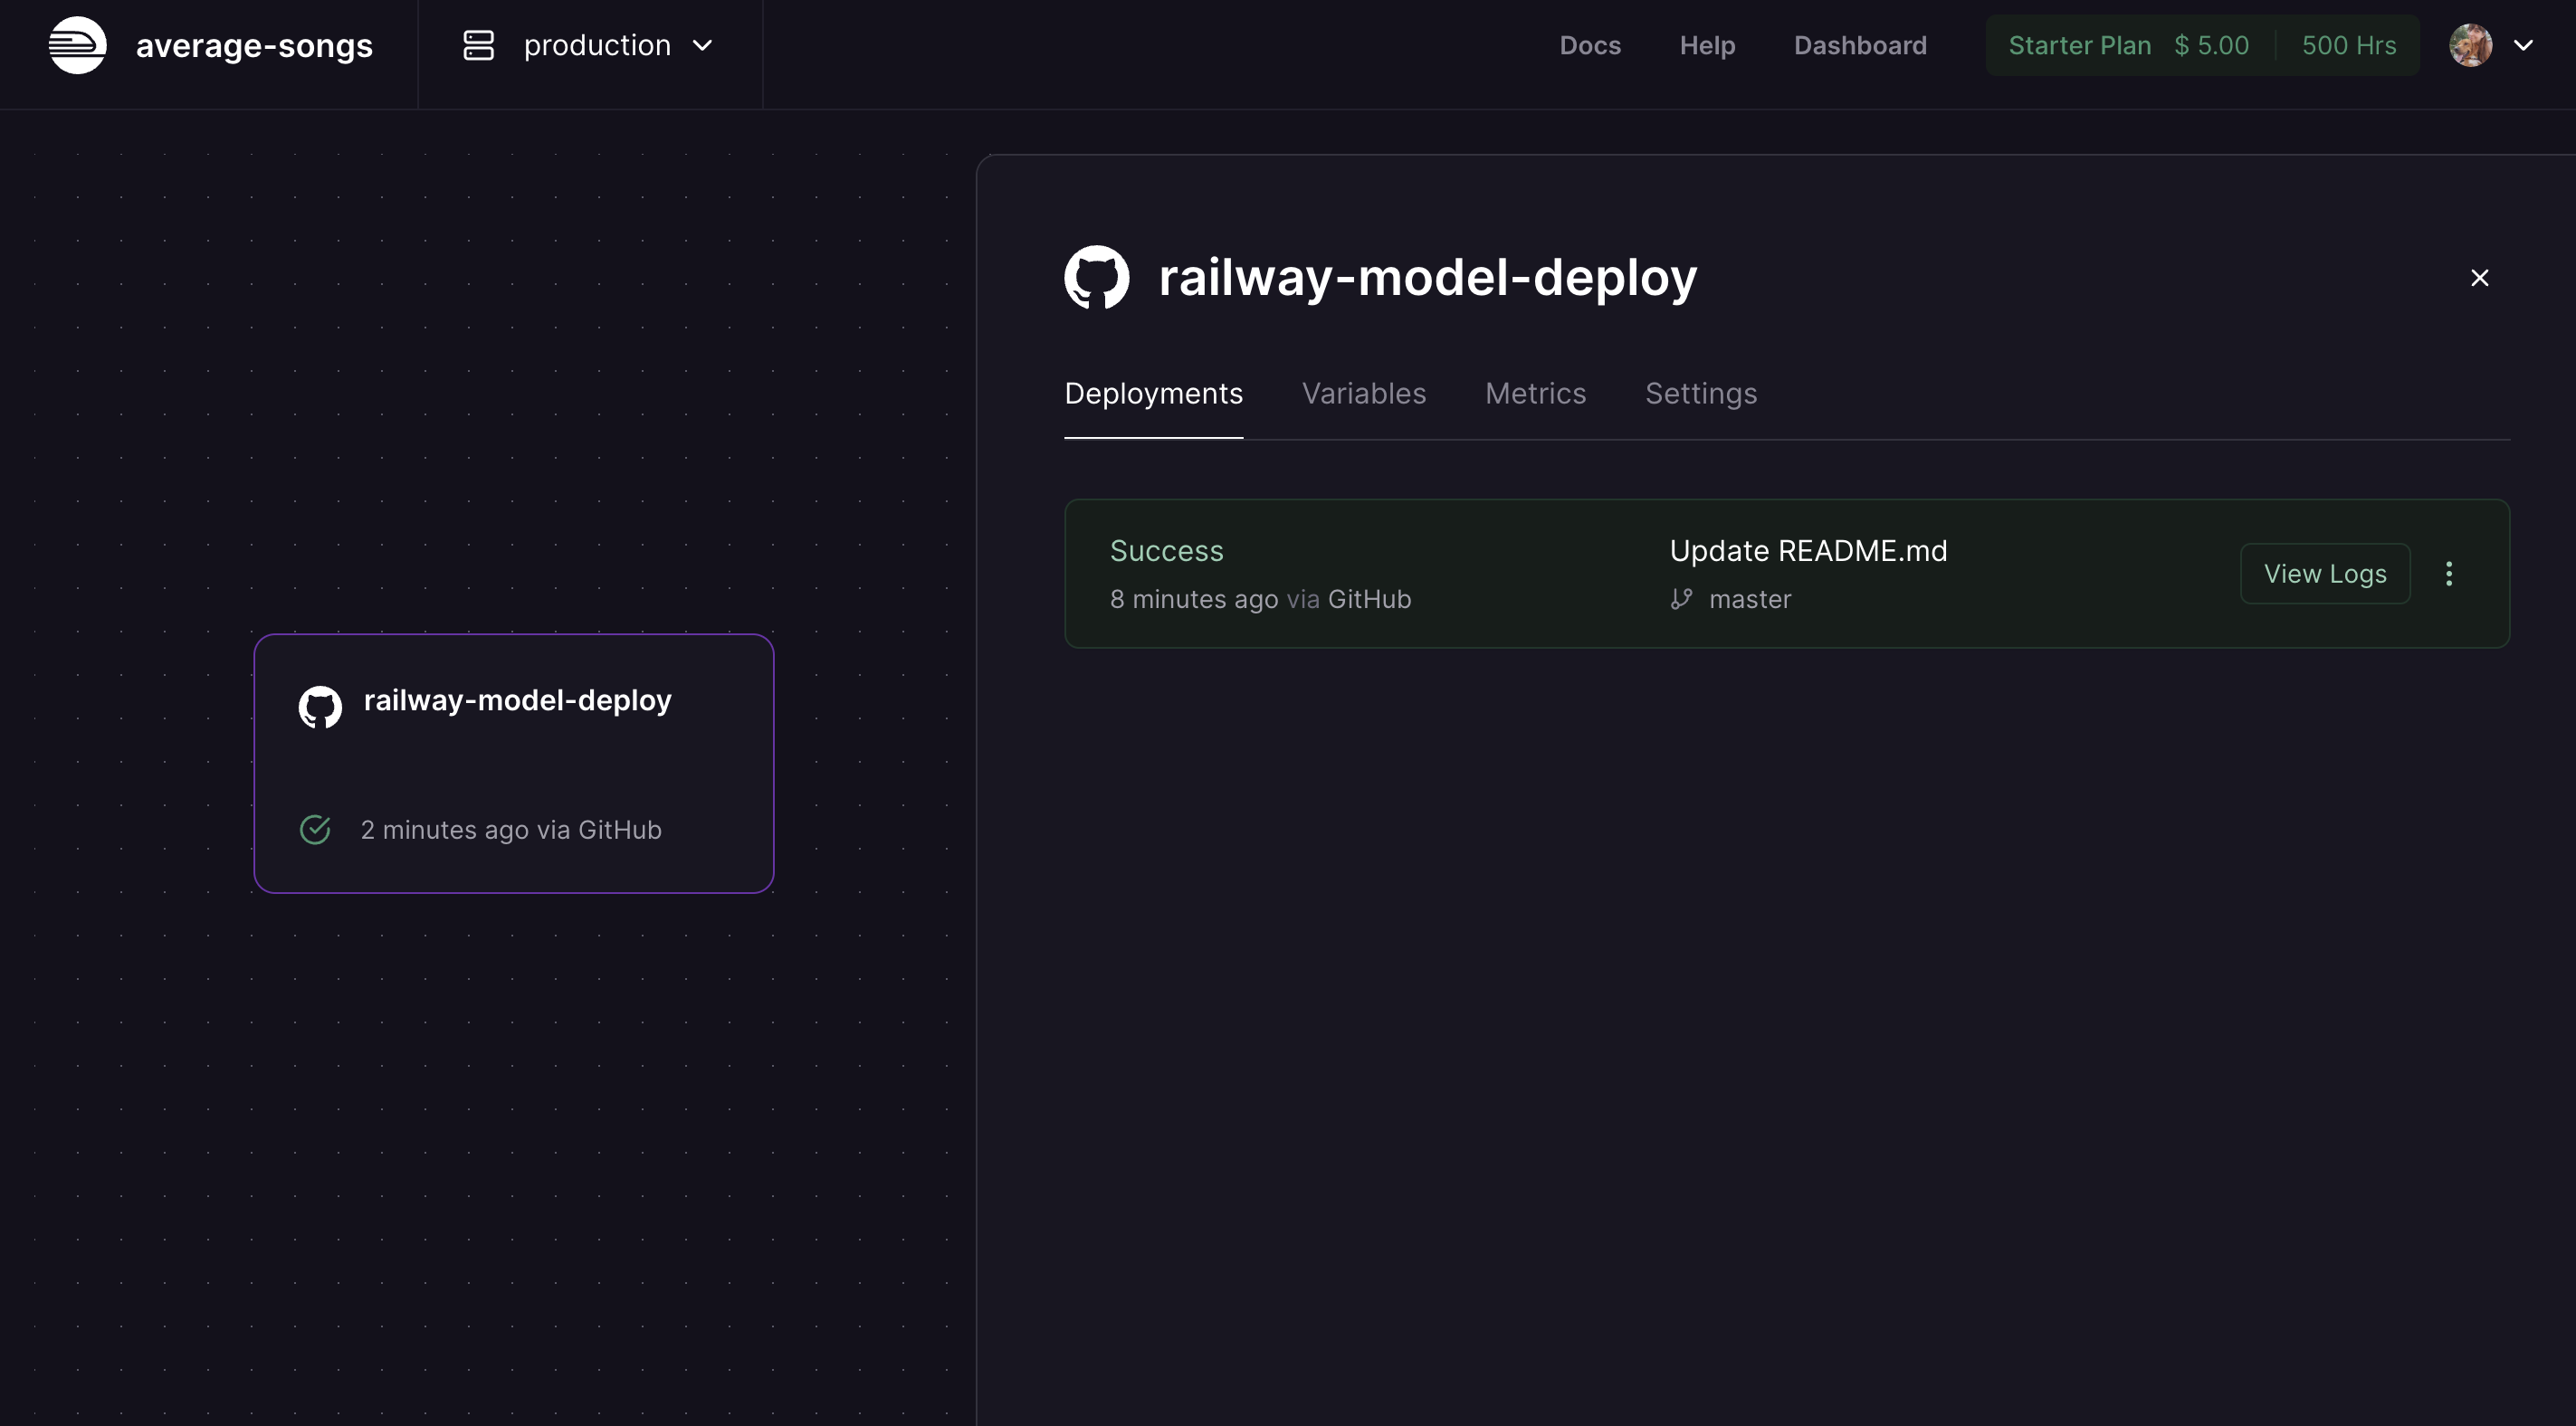 average-songs
production
Docs Help Dashboard Starter Plan $ 5.00 500 Hrs
railway-model-deploy
Deployments Variables Metrics Settings
Success
8 minutes ago via GitHub
Update README.md
master
View Logs
railway-model-deploy
2 minutes ago via GitHub